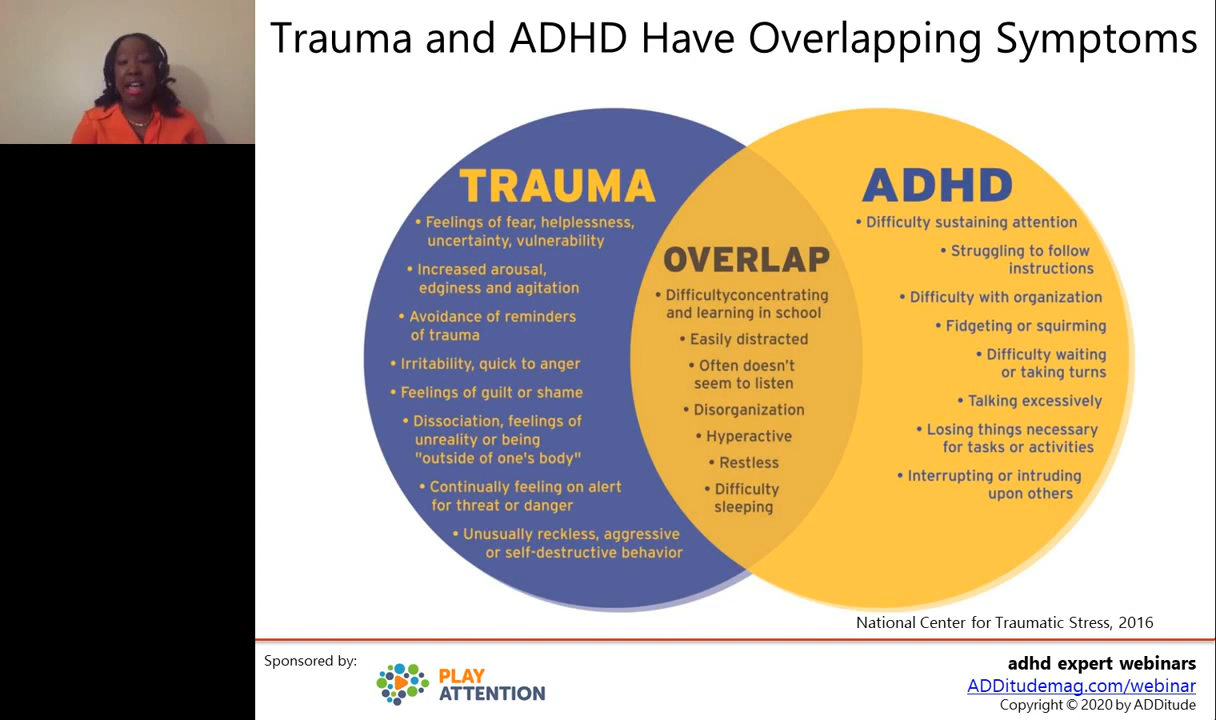 Trauma and ADHD Have Overlapping Symptoms
TRAUMA
• Feelings of fear, helplessness,
uncertainty, vulnerability
• Increased arousal,
edginess and agitation
• Avoidance of reminders
of trauma
• Irritability, quick to anger
• Feelings of guilt or shame
• Dissociation, feelings of
unreality or being
"outside of one's body"
• Continually feeling on alert
for threat or danger
• Unusually reckless, aggressive
or self-destructive behavior
OVERLAP
• Difficultyconcentrating
and learning in school
• Easily distracted
• Often doesn't
seem to listen
• Disorganization
• Hyperactive
• Restless
• Difficulty
sleeping
ADHD
• Difficulty sustaining attention
• Struggling to follow
instructions
• Difficulty with organization
• Fidgeting or squirming
• Difficulty waiting
or taking turns
• Talking excessively
• Losing things necessary
for tasks or activities
• Interrupting or intruding
upon others
National Center for Traumatic Stress, 2016
Sponsored by:
PLAY
ATTENTION
adhd expert webinars
ADDitudemag.com/webinar
Copyright © 2020 by ADDitude